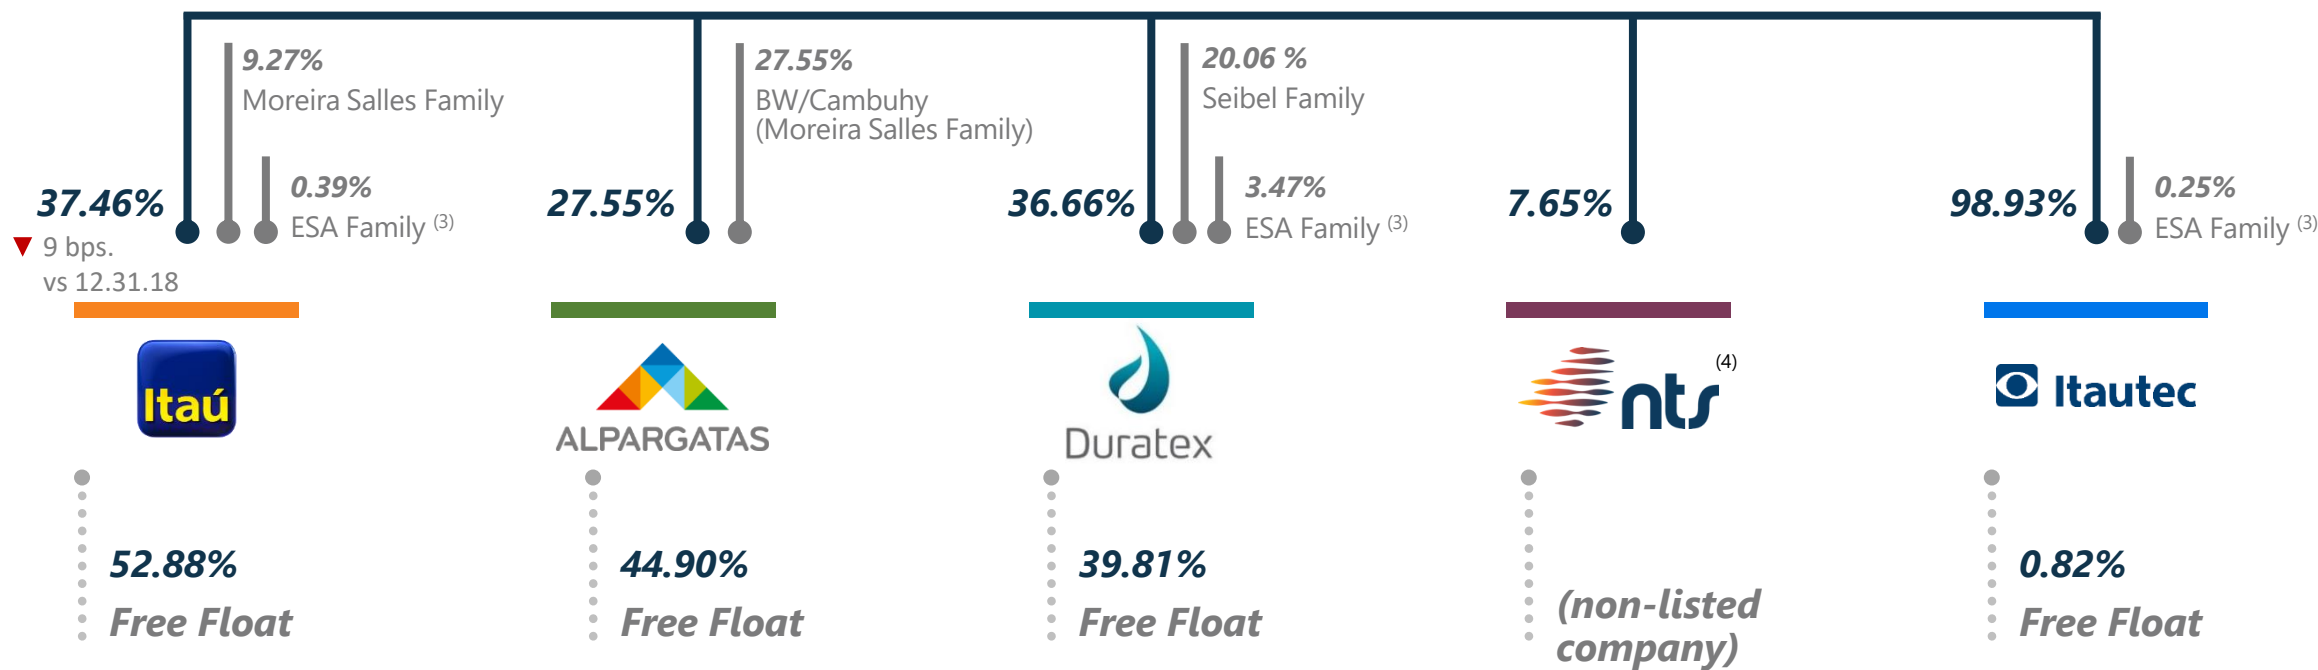 9.27%
Moreira Salles Family
0.39%
ESA Family (3)
37.46%
▼ 9 bps.
vs 12.31.18
Itaú
52.88%
Free Float
27.55%
BW/Cambuhy
(Moreira Salles Family)
27.55%
ALPARGATAS
44.90%
Free Float
20.06 %
Seibel Family
3.47%
ESA Family (3)
36.66%
Duratex
39.81%
Free Float
7.65%
nts (4)
(non-listed
company)
98.93%
0.25%
ESA Family (3)
Itautec
0.82%
Free Float